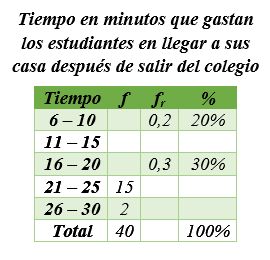 Tiempo en minutos que gastan
los estudiantes en llegar a sus
casa después de salir del colegio
Tiempo f fr %
6 – 10 0,2 20%
11 – 15
16 – 20 0,3 30%
21 – 25 15
26 – 30 2
Total 40 100%